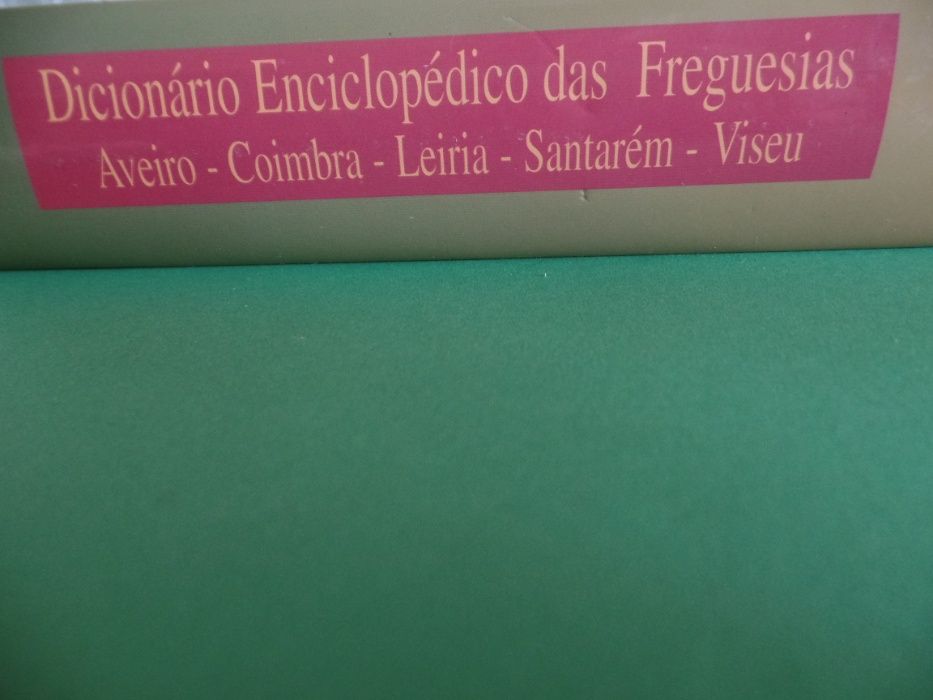 Dicionário Enciclopédico das Freguesias
Aveiro - Coimbra - Leiria - Santarém - Viseu